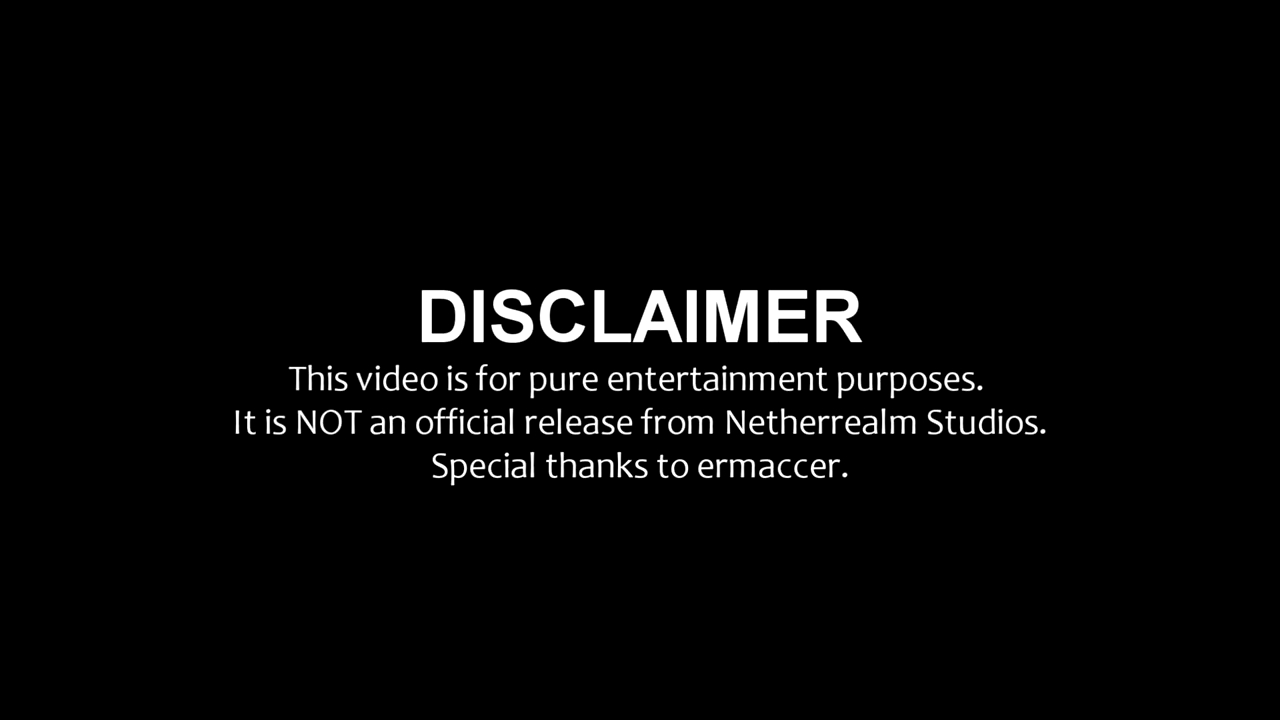 DISCLAIMER
This video is for pure entertainment purposes.
It is NOT an official release from Netherrealm Studios.
Special thanks to ermaccer.